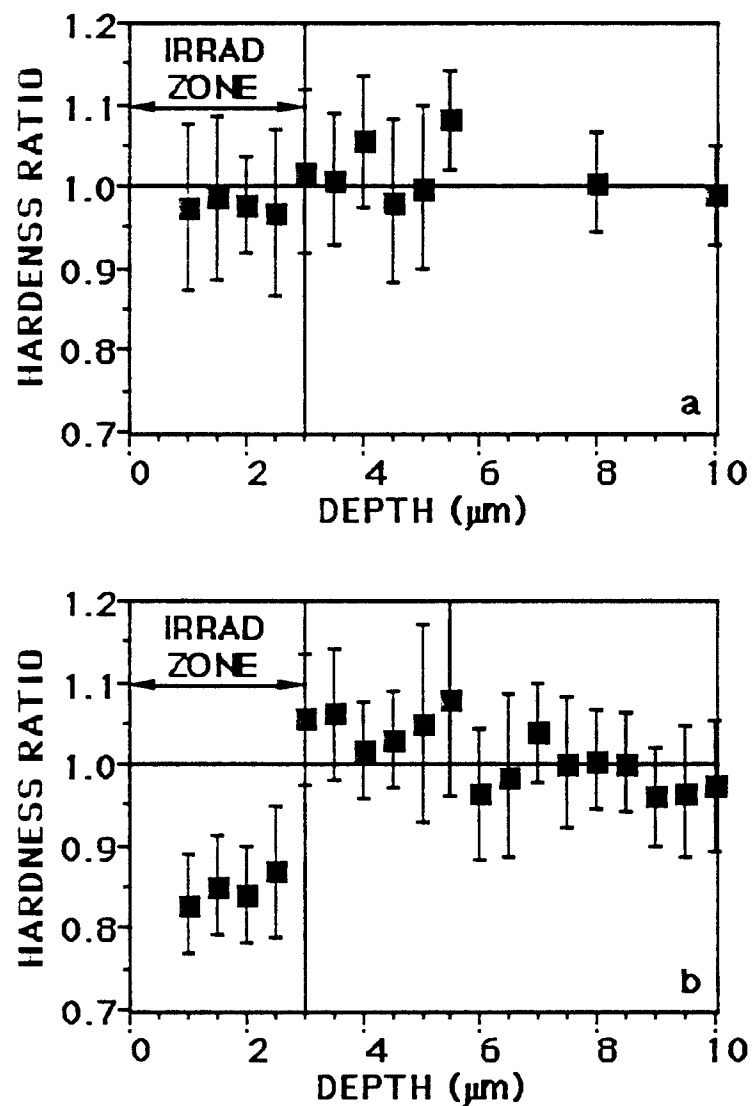 1.2
IRRAD
ZONE
1.1
1.0
0.9
0.8
0.7
HARDENSS RATIO
a
0 2 4 6 8 10
DEPTH (µm)
1.2
IRRAD
ZONE
1.1
1.0
0.9
0.8
0.7
HARDNESS RATIO
b
0 2 4 6 8 10
DEPTH (µm)